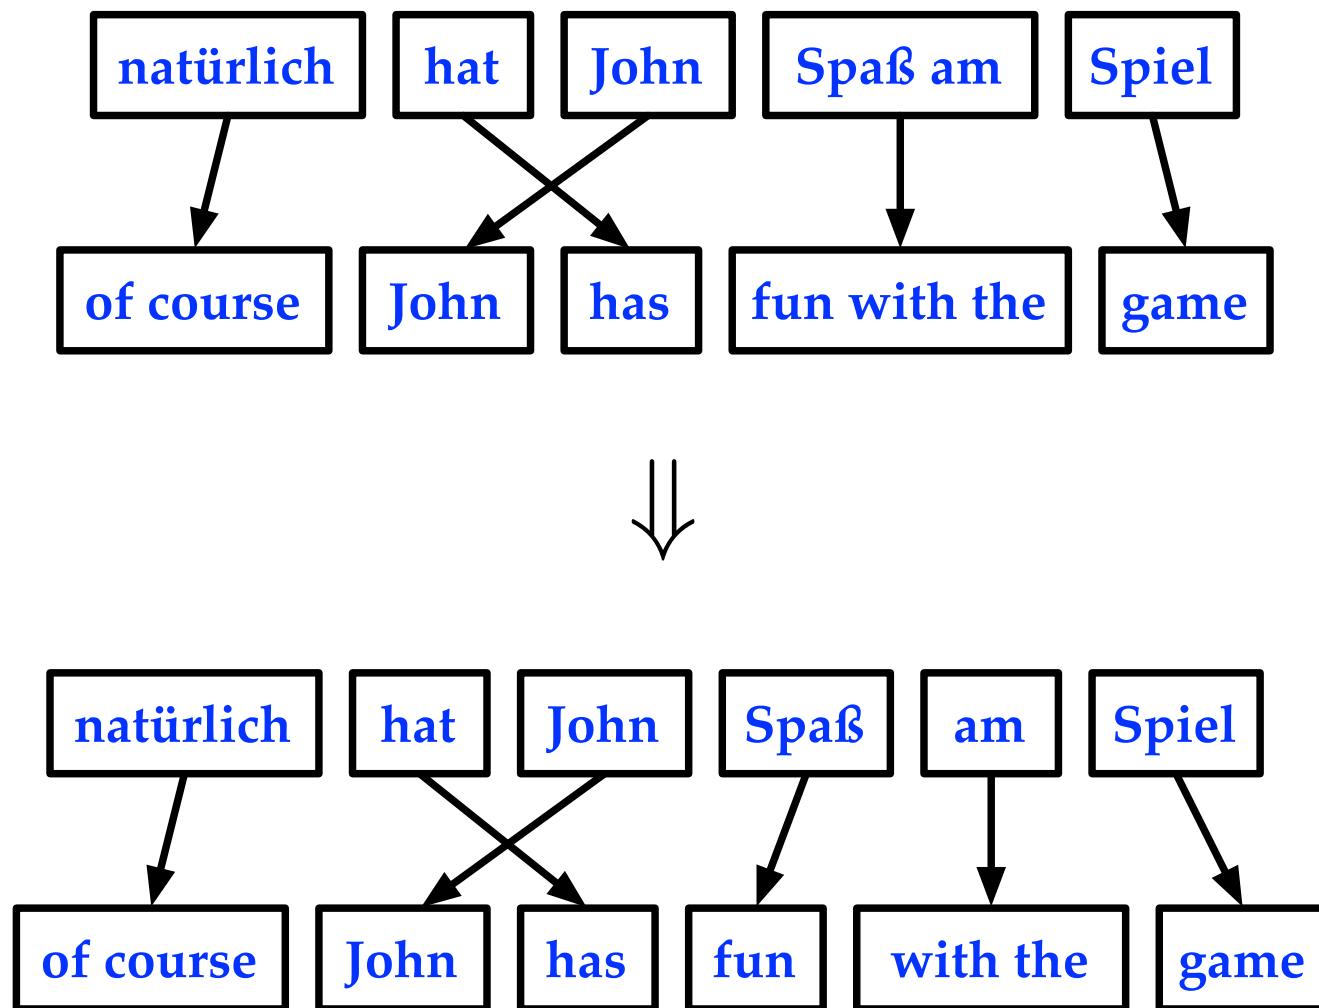 natürlich hat John Spaß am Spiel
of course John has fun with the game
natürlich hat John Spaß am Spiel
of course John has fun with the game